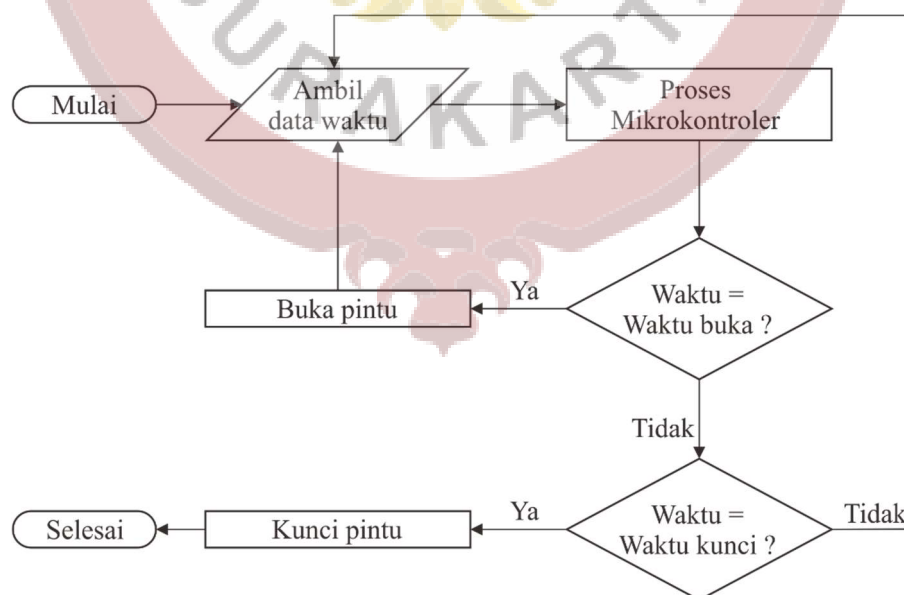 SURAKARTA
Mulai
Ambil
data waktu
Proses
Mikrokontroler
Buka pintu
Ya
Waktu =
Waktu buka ?
Tidak
Selesai
Kunci pintu
Ya
Waktu =
Waktu kunci ?
Tidak